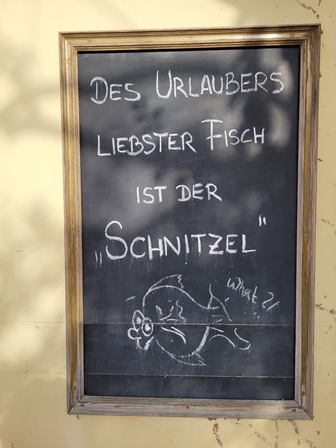 DES URLAUBERS
LIEBSTER FISCH
IST DER
„SCHNITZEL"
What?!